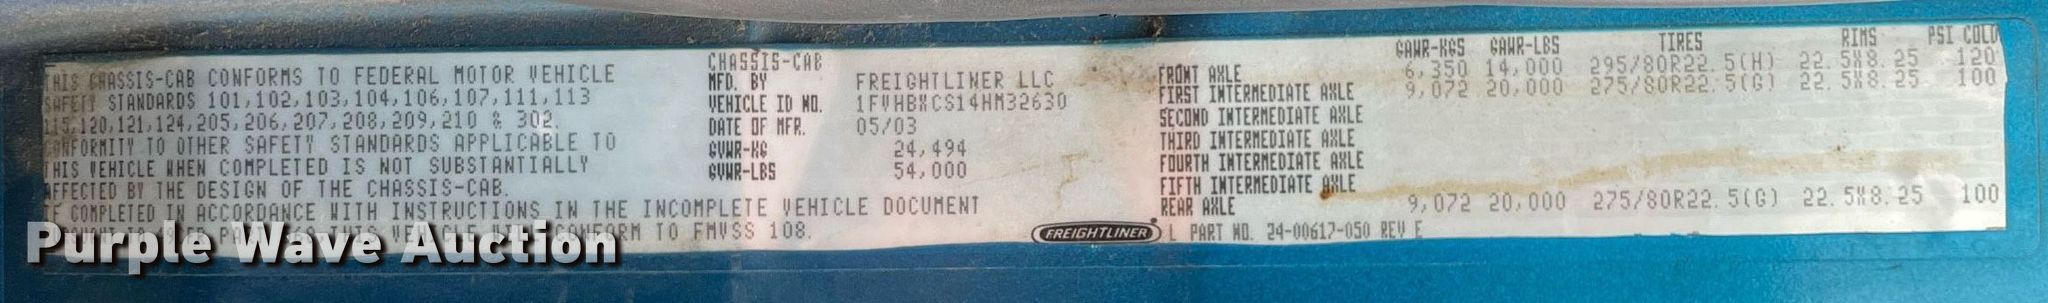 THIS CHASSIS-CAB CONFORMS TO FEDERAL MOTOR VEHICLE
SAFETY STANDARDS 101,102,103,104,106,107,111,113
115,120,121,124,205,206,207,208,209,210 & 302.
CONFORMITY TO OTHER SAFETY STANDARDS APPLICABLE TO
THIS VEHICLE WHEN COMPLETED IS NOT SUBSTANTIALLY
AFFECTED BY THE DESIGN OF THE CHASSIS-CAB.
IF COMPLETED IN ACCORDANCE WITH INSTRUCTIONS IN THE INCOMPLETE VEHICLE DOCUMENT
THIS VEHICLE WILL CONFORM TO FMVSS 108.
CHASSIS-CAB
MFD. BY FREIGHTLINER LLC
VEHICLE ID NO. 1FVHBXCS14HM32630
DATE OF MFR. 05/03
GVWR-KG 24,494
GVWR-LBS 54,000
GAWR-KGS GAWR-LBS TIRES RIMS PSI COLD
FRONT AXLE 6,350 14,000 295/80R22.5(H) 22.5X8.25 120
FIRST INTERMEDIATE AXLE 9,072 20,000 275/80R22.5(G) 22.5X8.25 100
SECOND INTERMEDIATE AXLE
THIRD INTERMEDIATE AXLE
FOURTH INTERMEDIATE AXLE
FIFTH INTERMEDIATE AXLE
REAR AXLE 9,072 20,000 275/80R22.5(G) 22.5X8.25 100
FREIGHTLINER
L PART NO. 24-00617-050 REV E
Purple Wave Auction